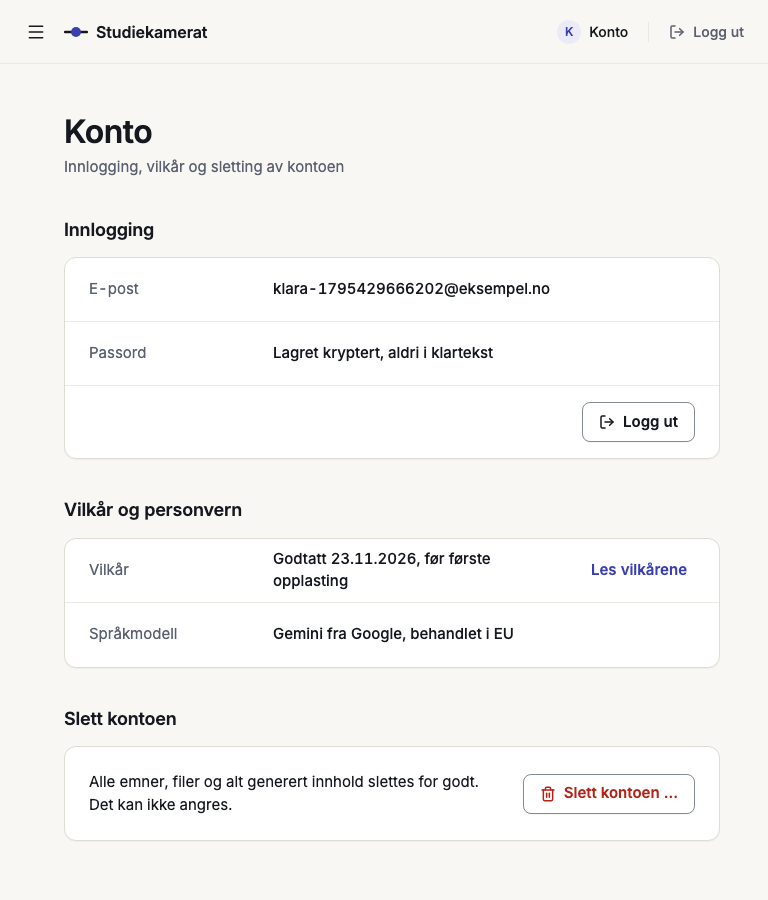 Studiekamerat
K
Konto
Logg ut
Konto
Innlogging, vilkår og sletting av kontoen
Innlogging
E-post
klara-1795429666202@eksempel.no
Passord
Lagret kryptert, aldri i klartekst
Logg ut
Vilkår og personvern
Vilkår
Godtatt 23.11.2026, før første
opplasting
Les vilkårene
Språkmodell
Gemini fra Google, behandlet i EU
Slett kontoen
Alle emner, filer og alt generert innhold slettes for godt.
Det kan ikke angres.
Slett kontoen …